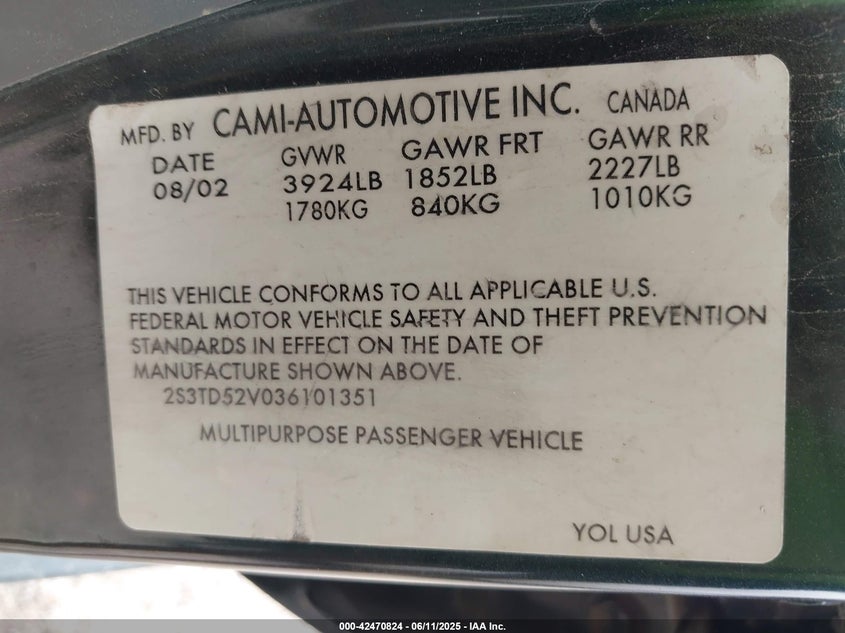 MFD. BY CAMI-AUTOMOTIVE INC. CANADA
DATE GVWR GAWR FRT GAWR RR
08/02 3924LB 1852LB 2227LB
1780KG 840KG 1010KG
THIS VEHICLE CONFORMS TO ALL APPLICABLE U.S.
FEDERAL MOTOR VEHICLE SAFETY AND THEFT PREVENTION
STANDARDS IN EFFECT ON THE DATE OF
MANUFACTURE SHOWN ABOVE.
2S3TD52V036101351
MULTIPURPOSE PASSENGER VEHICLE
YOL USA
000-42470824 - 06/11/2025 - IAA Inc.